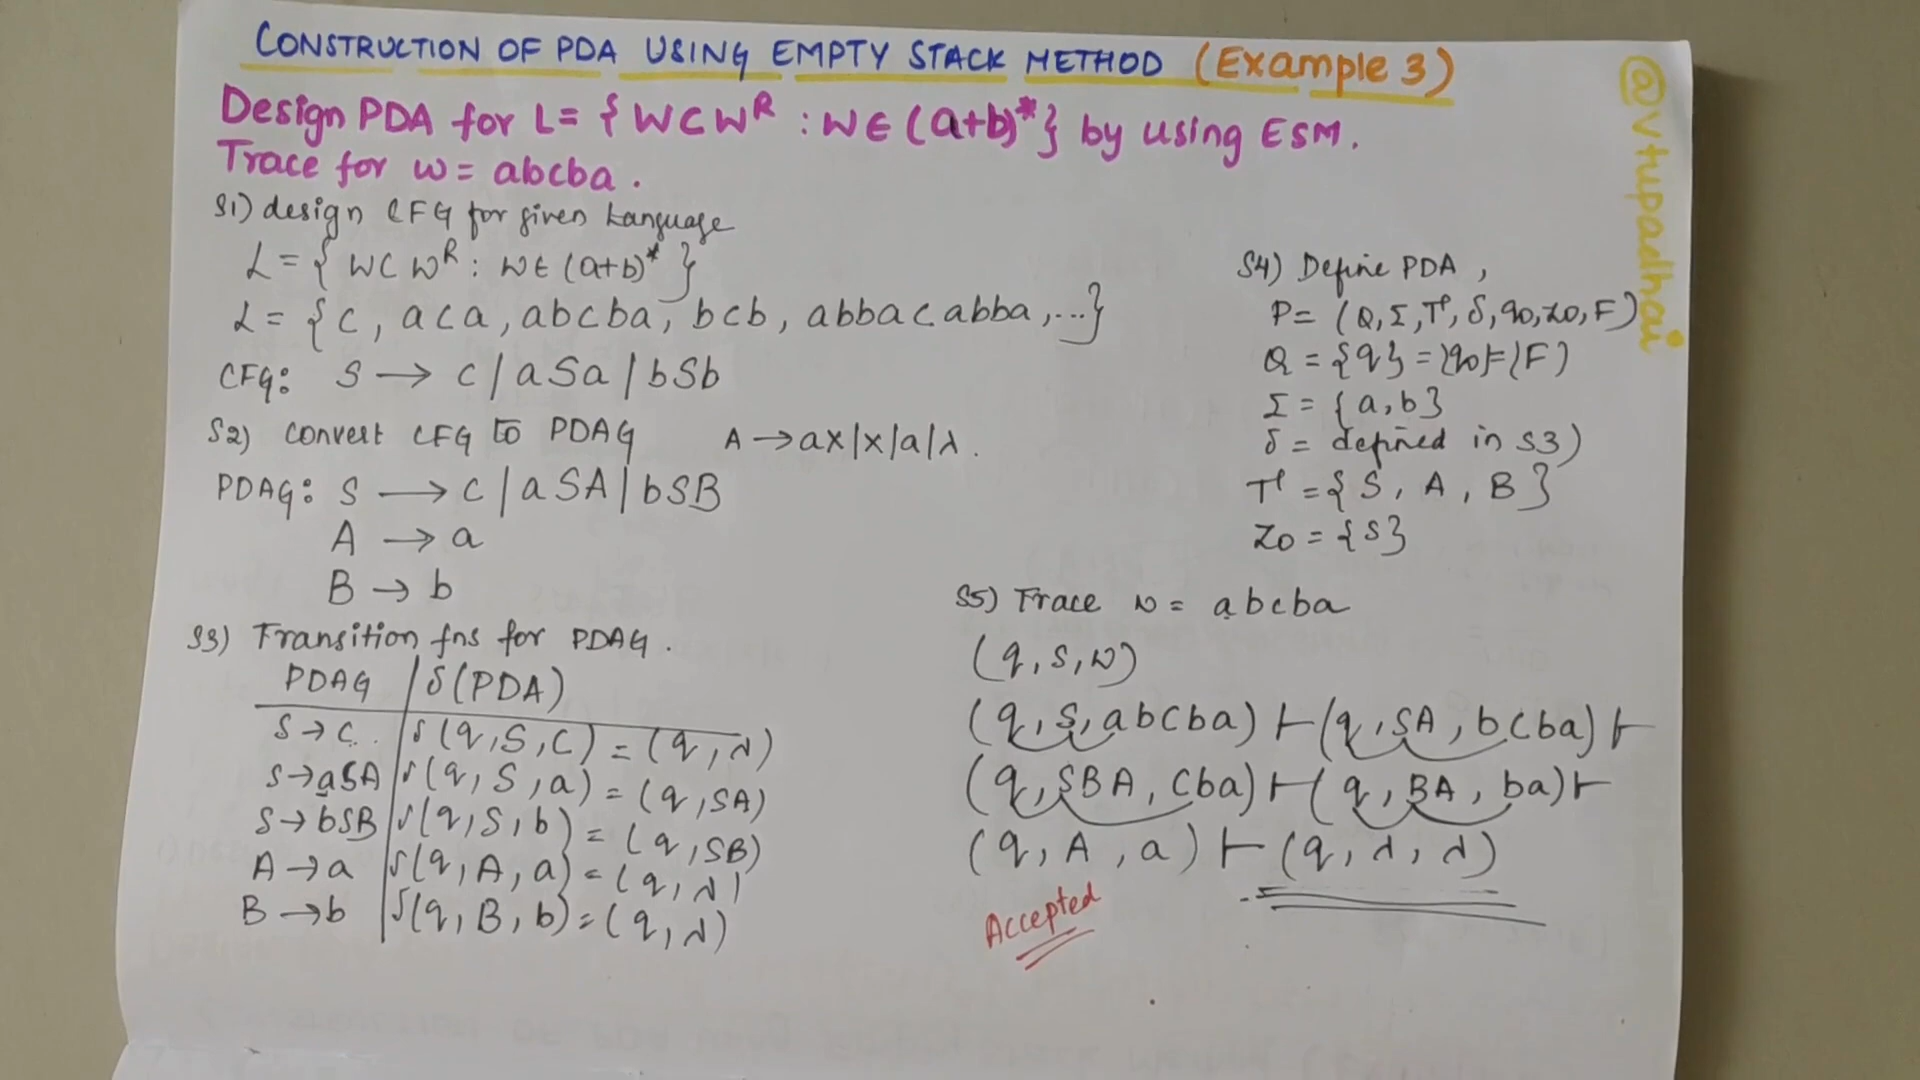 CONSTRUCTION OF PDA USING EMPTY STACK METHOD (Example 3)
Design PDA for L = { WCWᴿ : W∈(a+b)* } by using ESM.
Trace for w = abcba .
S1) design CFG for given Language
L = { WCWᴿ : W∈(a+b)* }
L = { C, aca, abcba, bcb, abbacabba, ... }
CFG: S → C | aSa | bSb
S2) Convert CFG to PDAG A → aX|X|a|λ.
PDAG: S → C | aSA | bSB
A → a
B → b
S3) Transition fns for PDAG.
PDAG | δ(PDA)
S→C. | δ(q, S, C) = (q, λ)
S→aSA | δ(q, S, a) = (q, SA)
S→bSB | δ(q, S, b) = (q, SB)
A→a | δ(q, A, a) = (q, λ)
B→b | δ(q, B, b) = (q, λ)
S4) Define PDA ,
P = (Q, Σ, Γ, δ, q0, z0, F)
Q = {q} = {q0} = {F}
Σ = {a, b}
δ = defined in S3)
Γ = {S, A, B}
Z0 = {S}
S5) Trace w = abcba
(q, S, w)
(q, S, abcba) ⊢ (q, SA, bcba) ⊢
(q, SBA, Cba) ⊢ (q, BA, ba) ⊢
(q, A, a) ⊢ (q, λ, λ)
Accepted
@vtupadhai